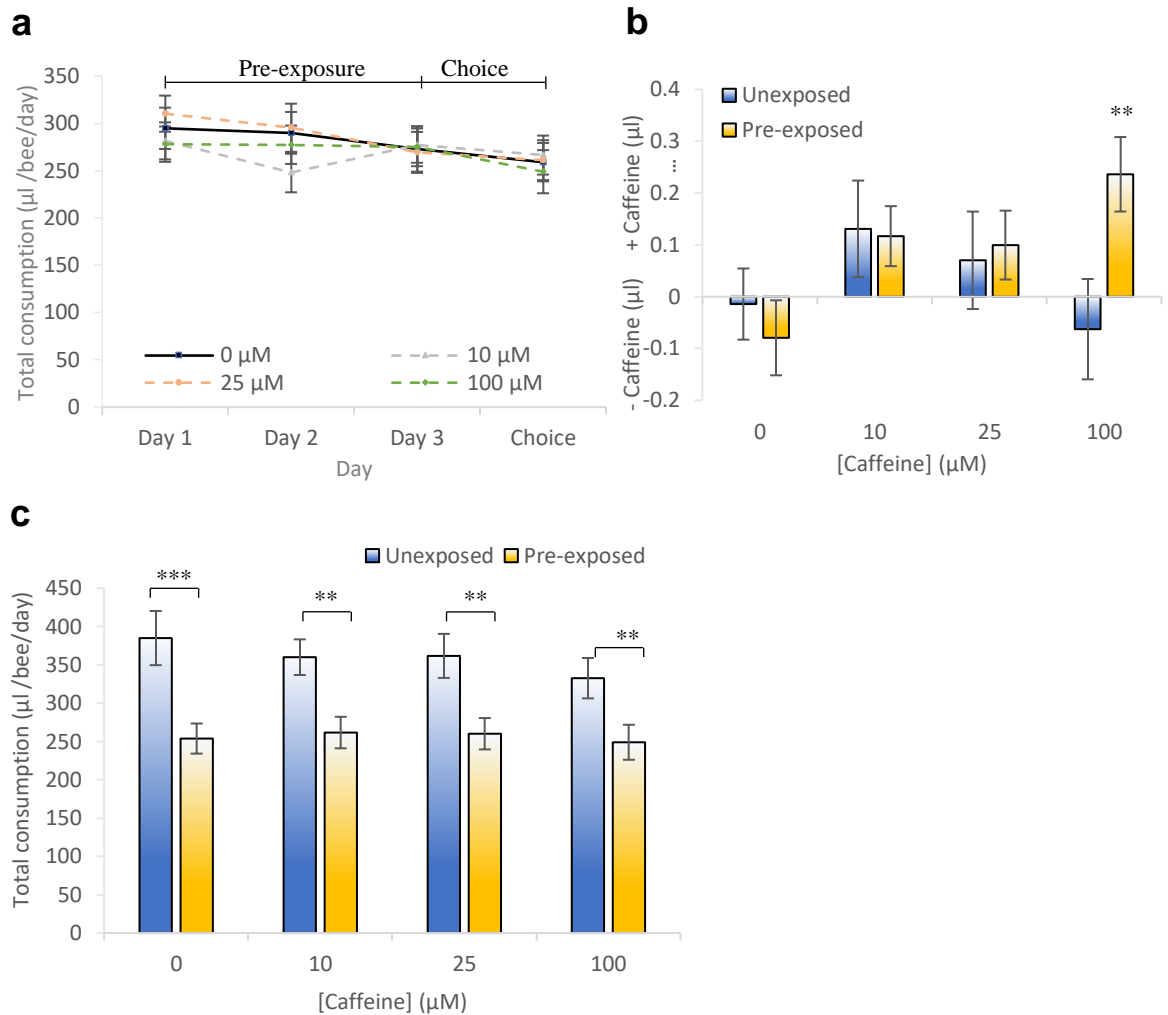 a
Pre-exposure
Choice
350
300
250
200
150
100
50
0
Total consumption (µl /bee/day)
0 µM
10 µM
25 µM
100 µM
Day 1
Day 2
Day 3
Choice
Day
b
Unexposed
Pre-exposed
**
0.4
0.3
0.2
0.1
0
-0.1
-0.2
- Caffeine (µl) + Caffeine (µl) ...
0
10
25
100
[Caffeine] (µM)
c
Unexposed
Pre-exposed
***
**
**
**
450
400
350
300
250
200
150
100
50
0
Total consumption (µl /bee/day)
0
10
25
100
[Caffeine] (µM)